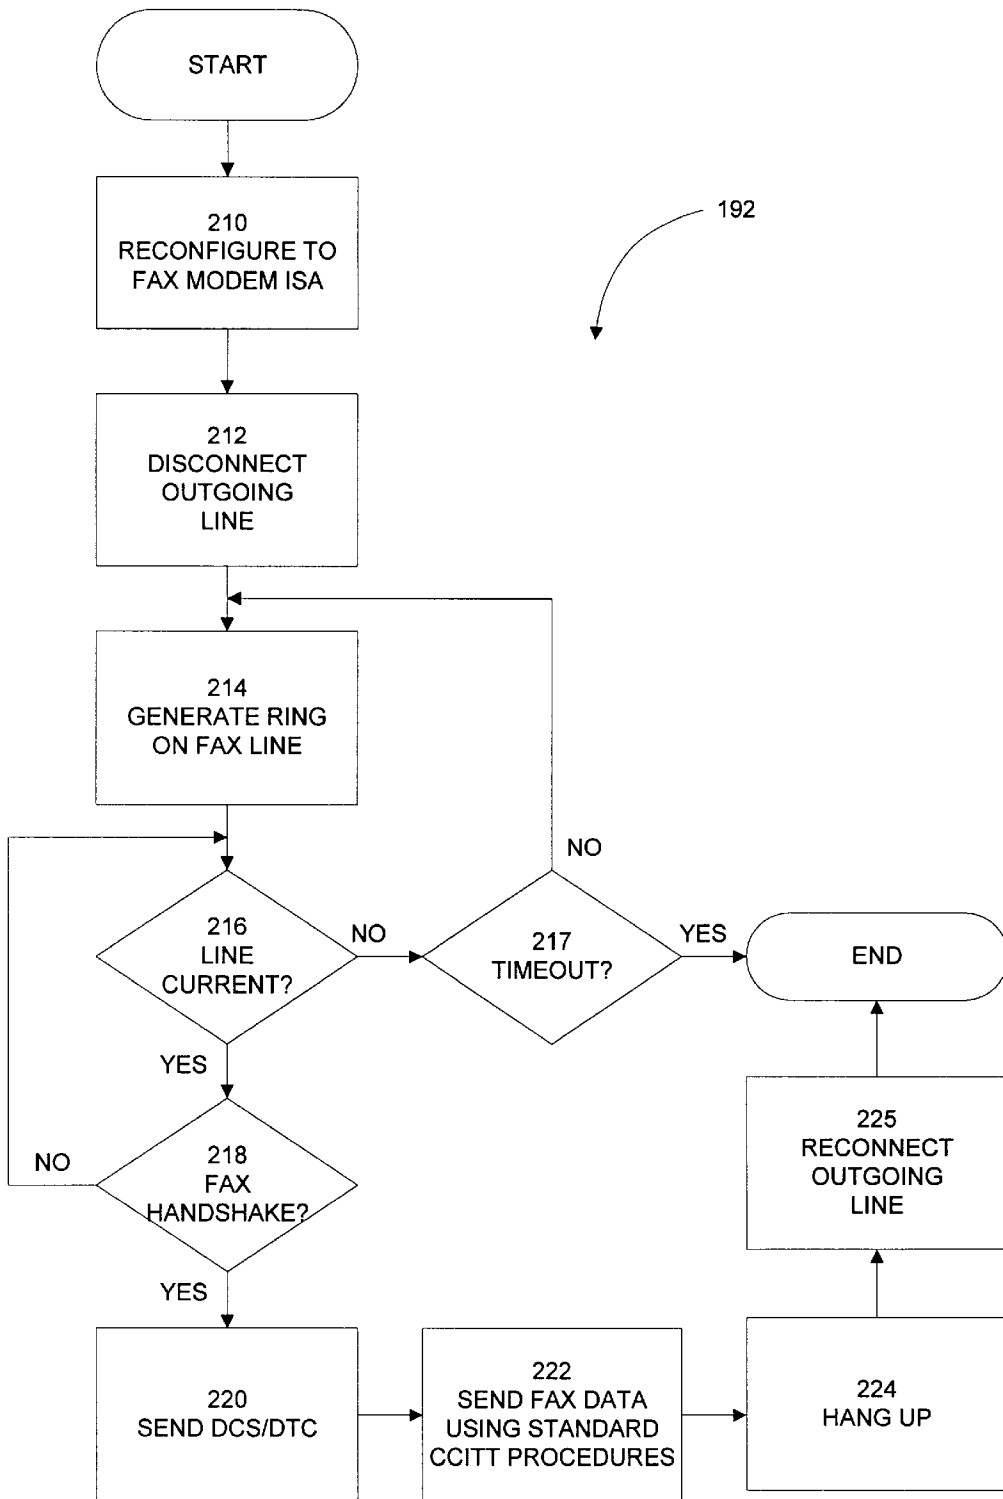 START
192
210
RECONFIGURE TO
FAX MODEM ISA
212
DISCONNECT
OUTGOING
LINE
214
GENERATE RING
ON FAX LINE
NO
216
LINE
CURRENT?
NO
217
TIMEOUT?
YES
END
YES
218
FAX
HANDSHAKE?
NO
225
RECONNECT
OUTGOING
LINE
YES
220
SEND DCS/DTC
222
SEND FAX DATA
USING STANDARD
CCITT PROCEDURES
224
HANG UP